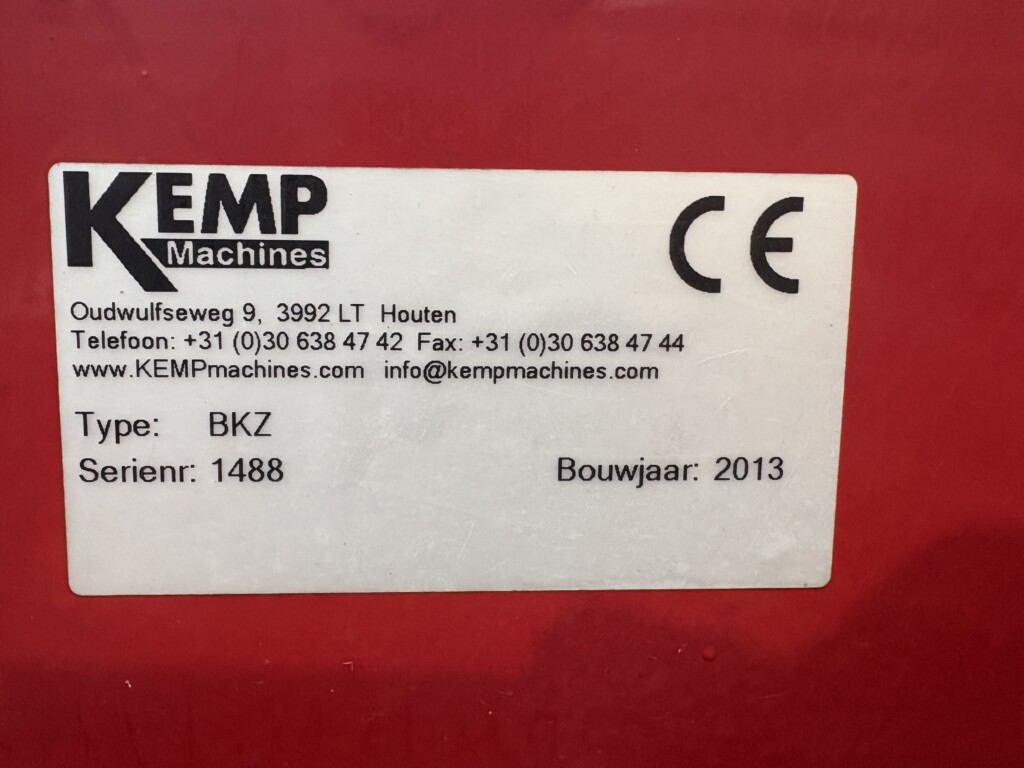 KEMP
Machines
CE
Oudwulfseweg 9, 3992 LT Houten
Telefoon: +31 (0)30 638 47 42 Fax: +31 (0)30 638 47 44
www.KEMPmachines.com info@kempmachines.com
Type: BKZ
Serienr: 1488 Bouwjaar: 2013